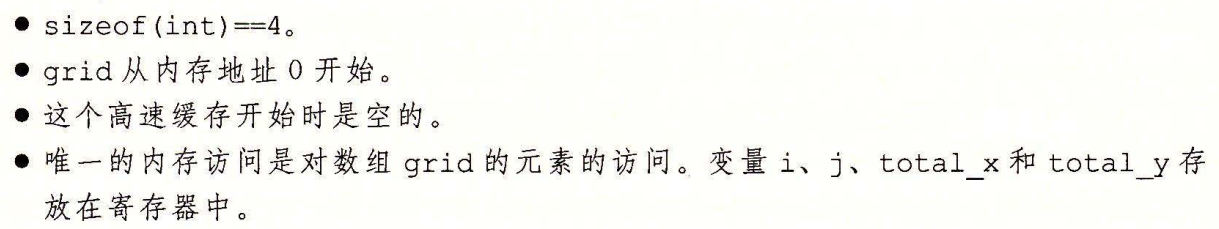 ● sizeof(int)==4。
● grid 从内存地址 0 开始。
● 这个高速缓存开始时是空的。
● 唯一的内存访问是对数组 grid 的元素的访问。变量 i、j、total_x 和 total_y 存
放在寄存器中。